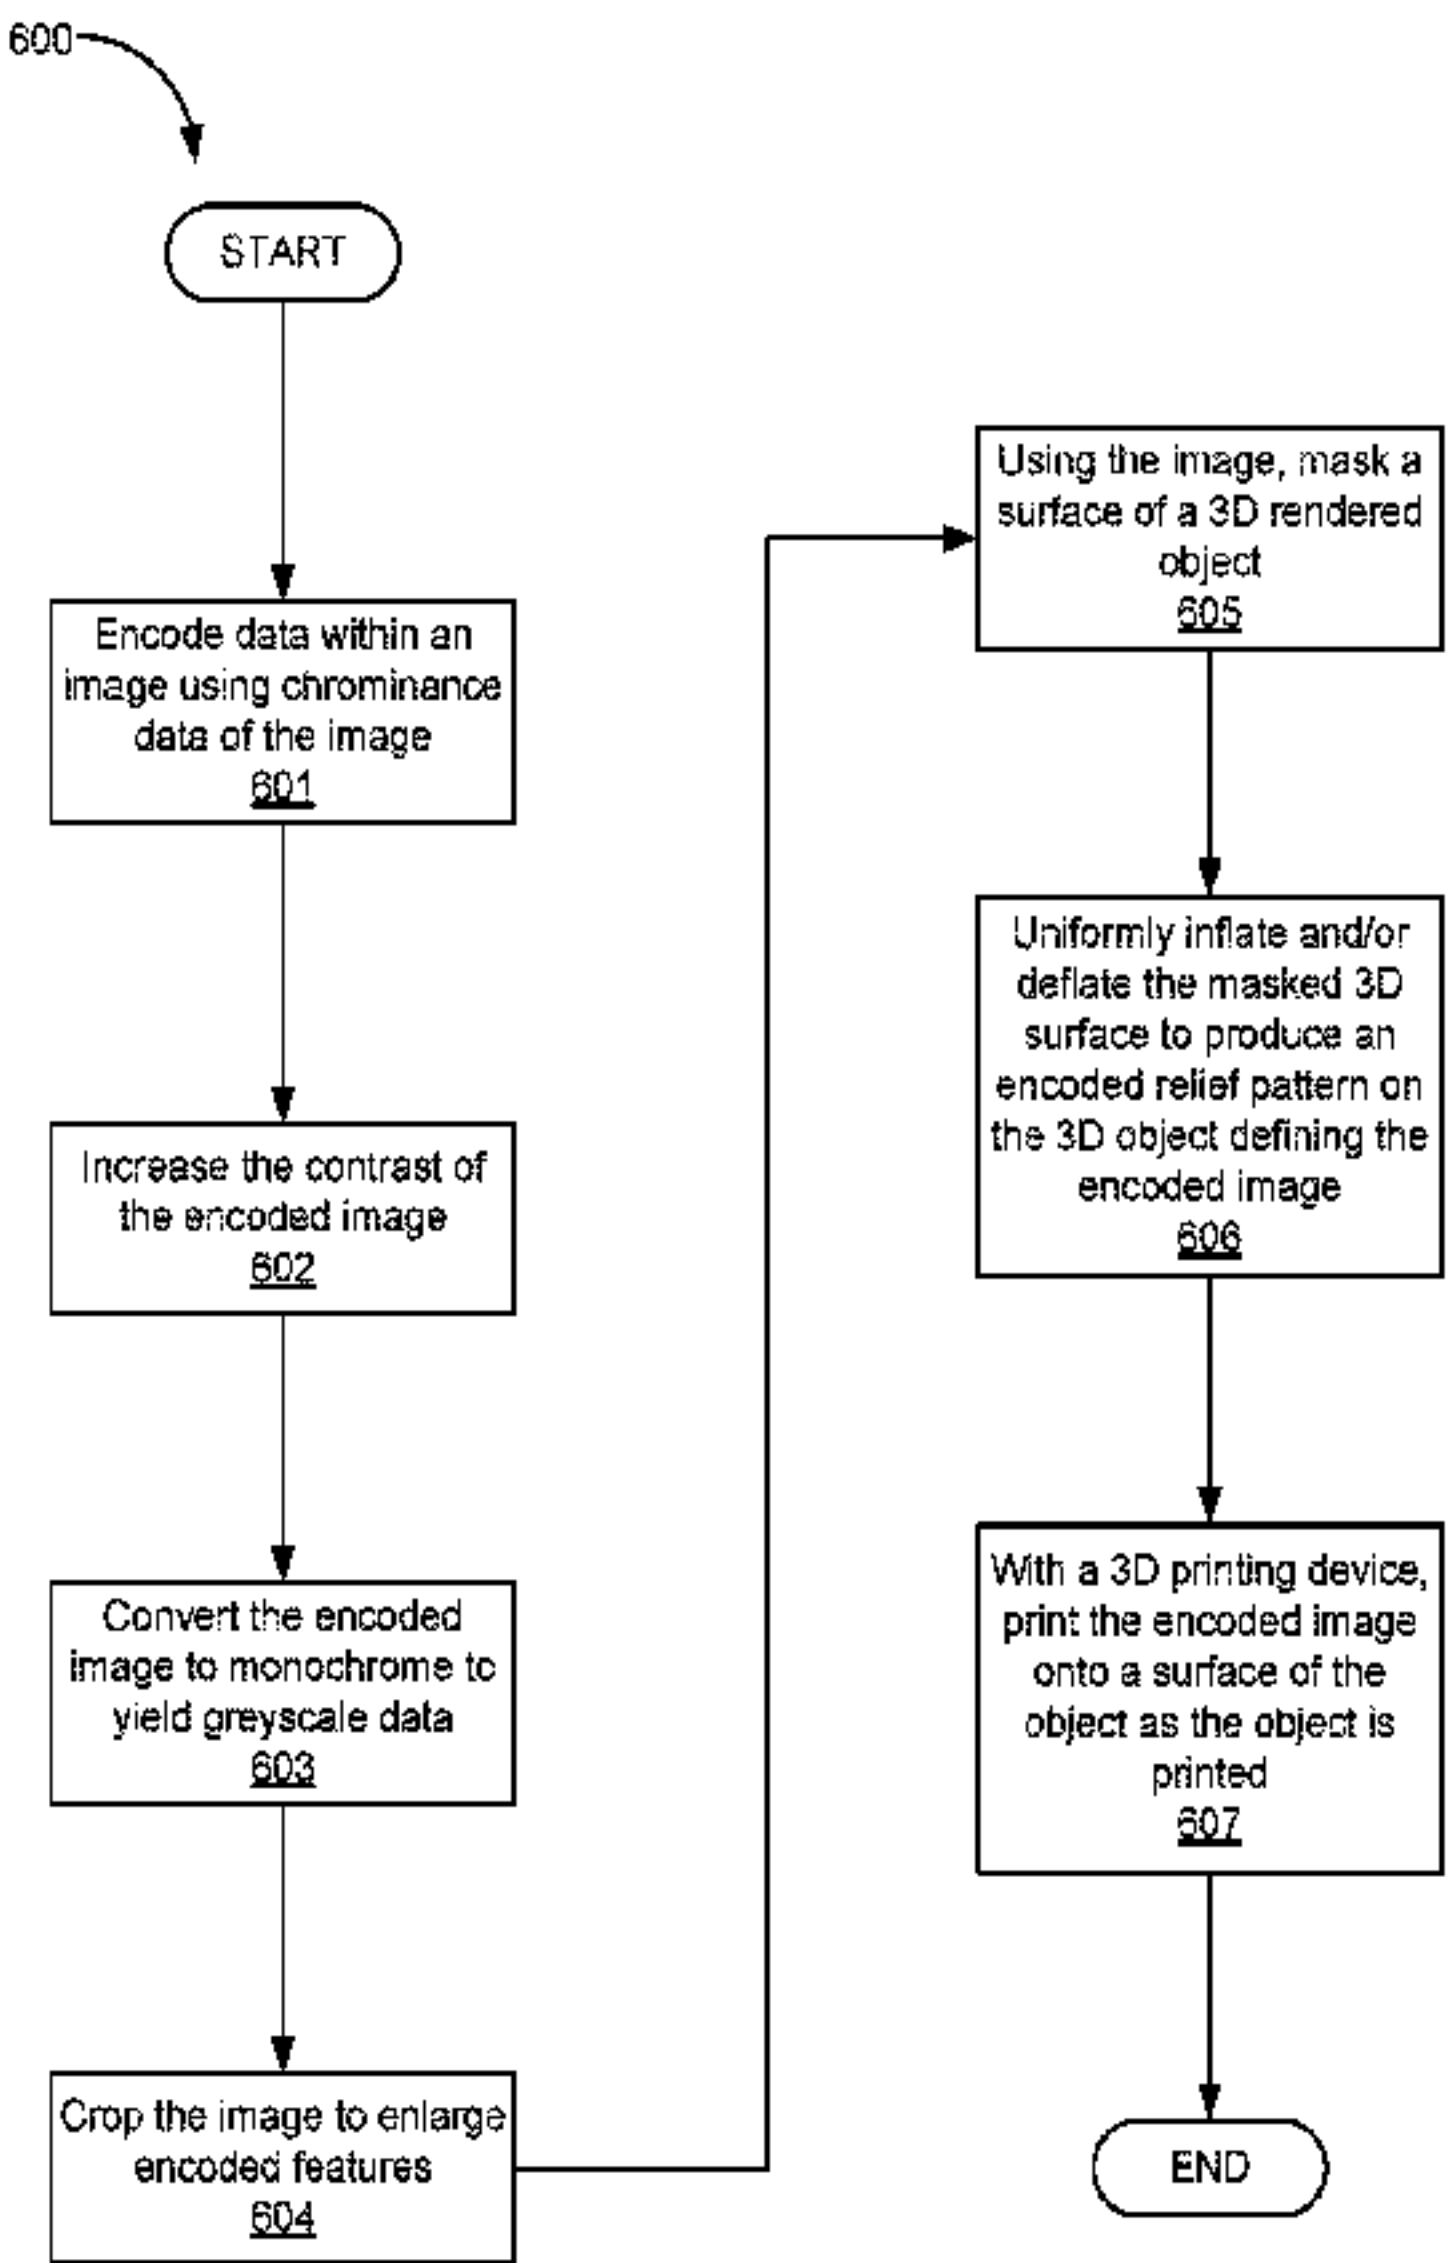 600
START
Encode data within an
image using chrominance
data of the image
601
Increase the contrast of
the encoded image
602
Convert the encoded
image to monochrome to
yield greyscale data
603
Crop the image to enlarge
encoded features
604
Using the image, mask a
surface of a 3D rendered
object
605
Uniformly inflate and/or
deflate the masked 3D
surface to produce an
encoded relief pattern on
the 3D object defining the
encoded image
606
With a 3D printing device,
print the encoded image
onto a surface of the
object as the object is
printed
607
END